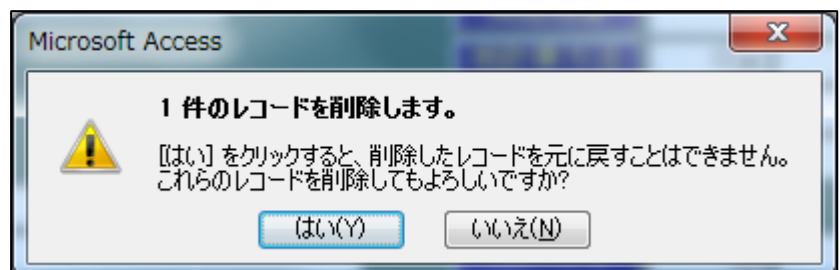 Microsoft Access
1 件のレコードを削除します。
[はい] をクリックすると、削除したレコードを元に戻すことはできません。
これらのレコードを削除してもよろしいですか?
はい(Y)
いいえ(N)